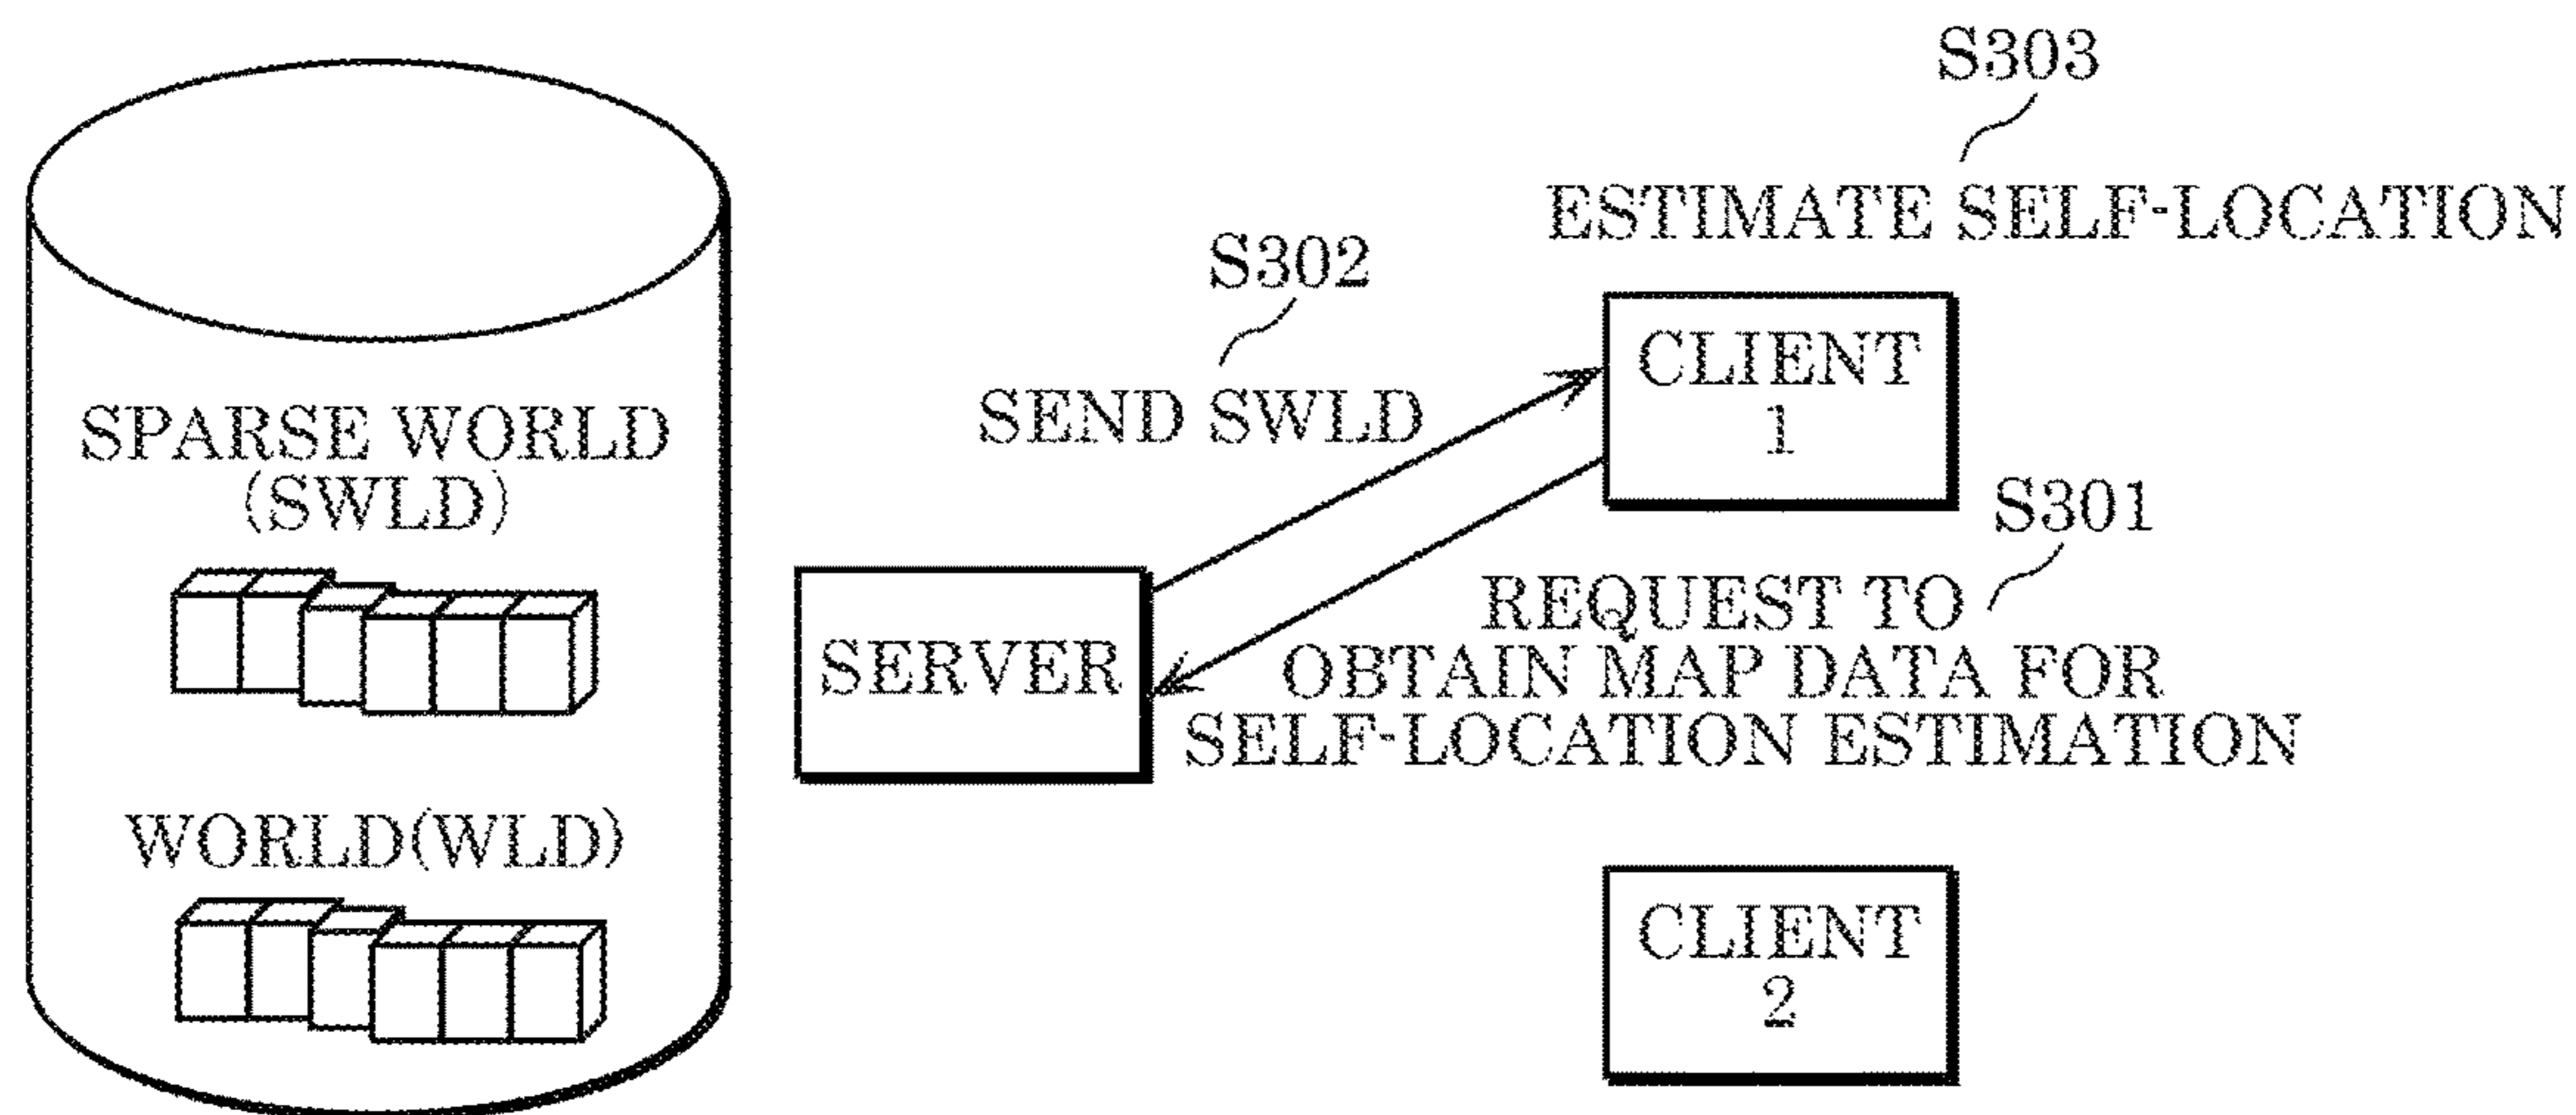 S303
ESTIMATE SELF-LOCATION
S302
SEND SWLD
CLIENT
1
SPARSE WORLD
(SWLD)
S301
REQUEST TO
OBTAIN MAP DATA FOR
SELF-LOCATION ESTIMATION
SERVER
WORLD(WLD)
CLIENT
2